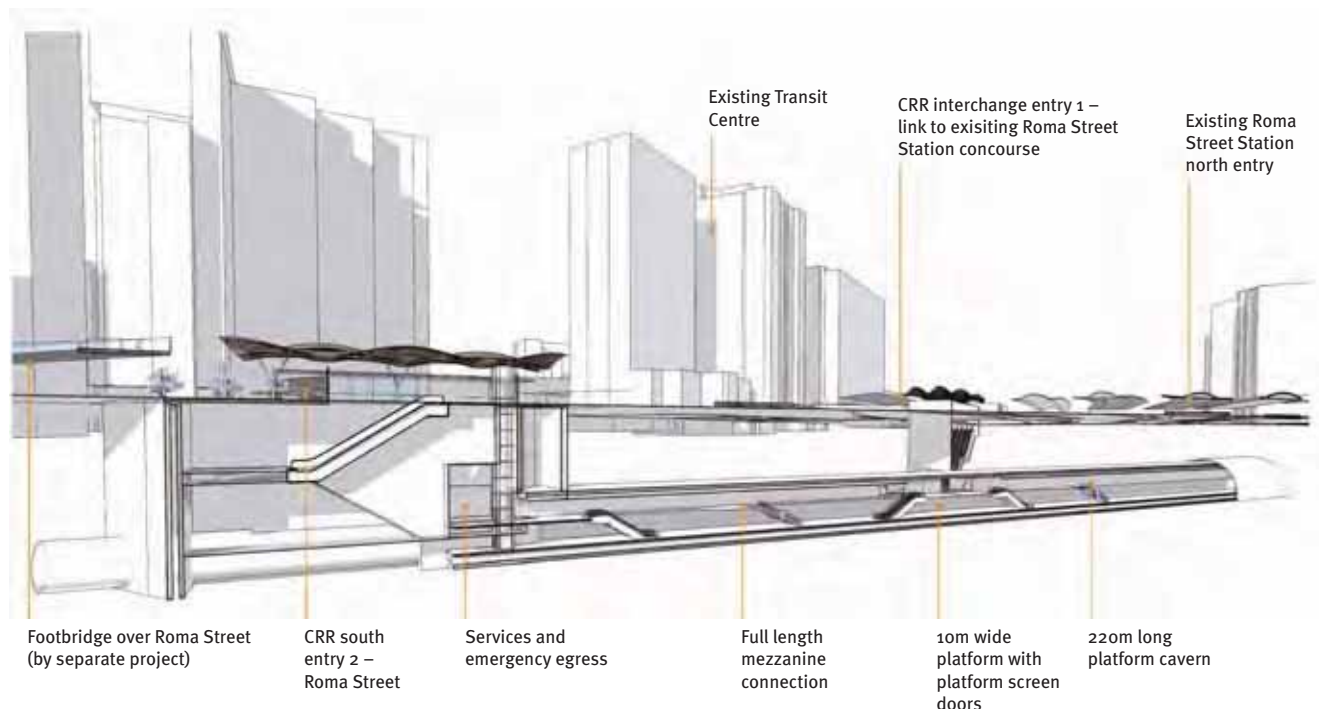 Existing Transit
Centre
CRR interchange entry 1 –
link to exisiting Roma Street
Station concourse
Existing Roma
Street Station
north entry
Footbridge over Roma Street
(by separate project)
CRR south
entry 2 –
Roma Street
Services and
emergency egress
Full length
mezzanine
connection
10m wide
platform with
platform screen
doors
220m long
platform cavern